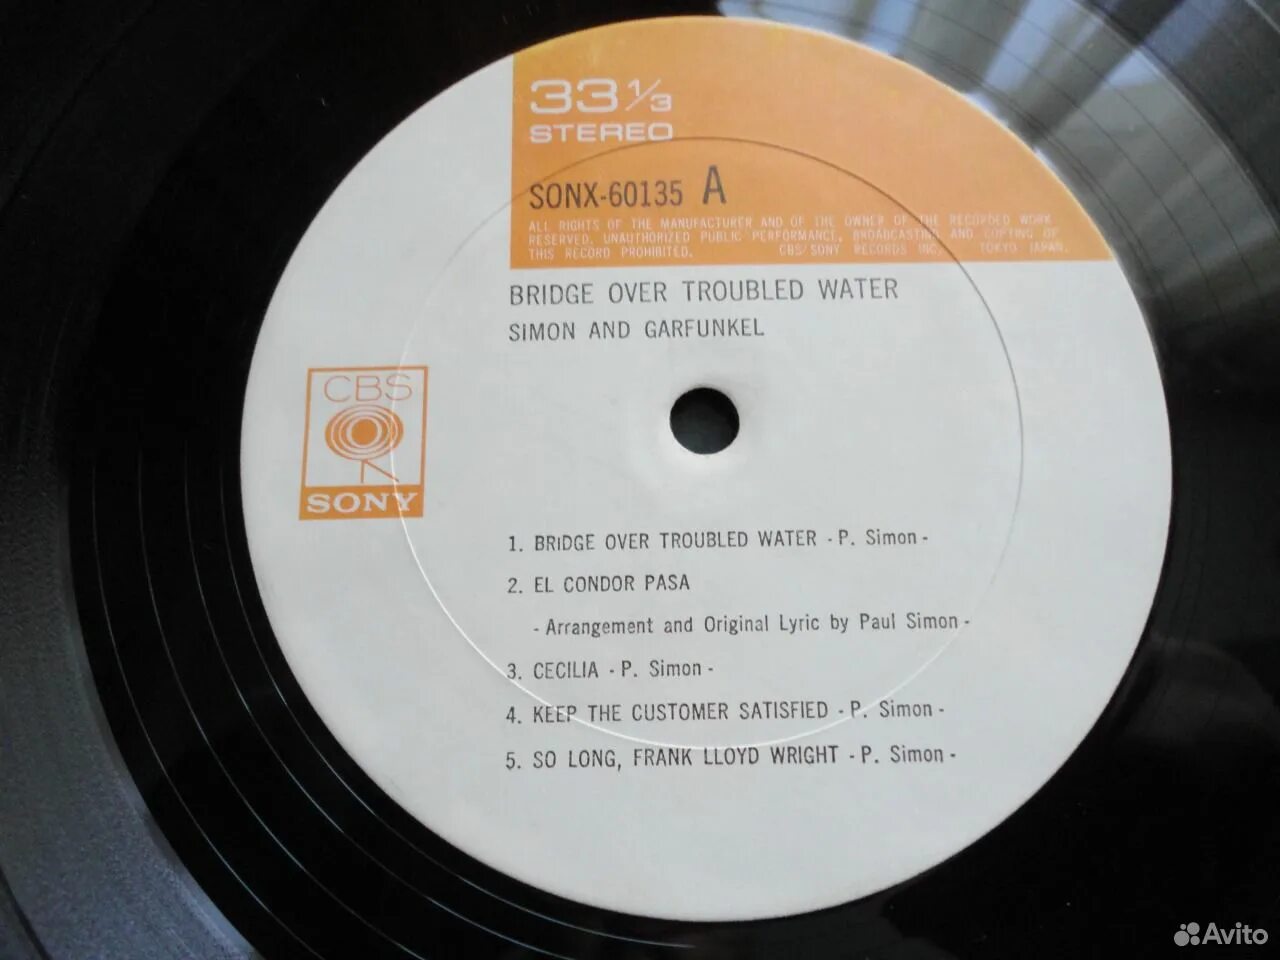 33 1/3
STEREO
SONX-60135 A
ALL RIGHTS OF THE MANUFACTURER AND OF THE OWNER OF THE RECORDED WORK
RESERVED. UNAUTHORIZED PUBLIC PERFORMANCE, BROADCASTING AND COPYING OF
THIS RECORD PROHIBITED. CBS/SONY RECORDS INC. TOKYO JAPAN.
BRIDGE OVER TROUBLED WATER
SIMON AND GARFUNKEL
CBS
SONY
1. BRIDGE OVER TROUBLED WATER - P. Simon -
2. EL CONDOR PASA
- Arrangement and Original Lyric by Paul Simon -
3. CECILIA - P. Simon -
4. KEEP THE CUSTOMER SATISFIED - P. Simon -
5. SO LONG, FRANK LLOYD WRIGHT - P. Simon -
Avito